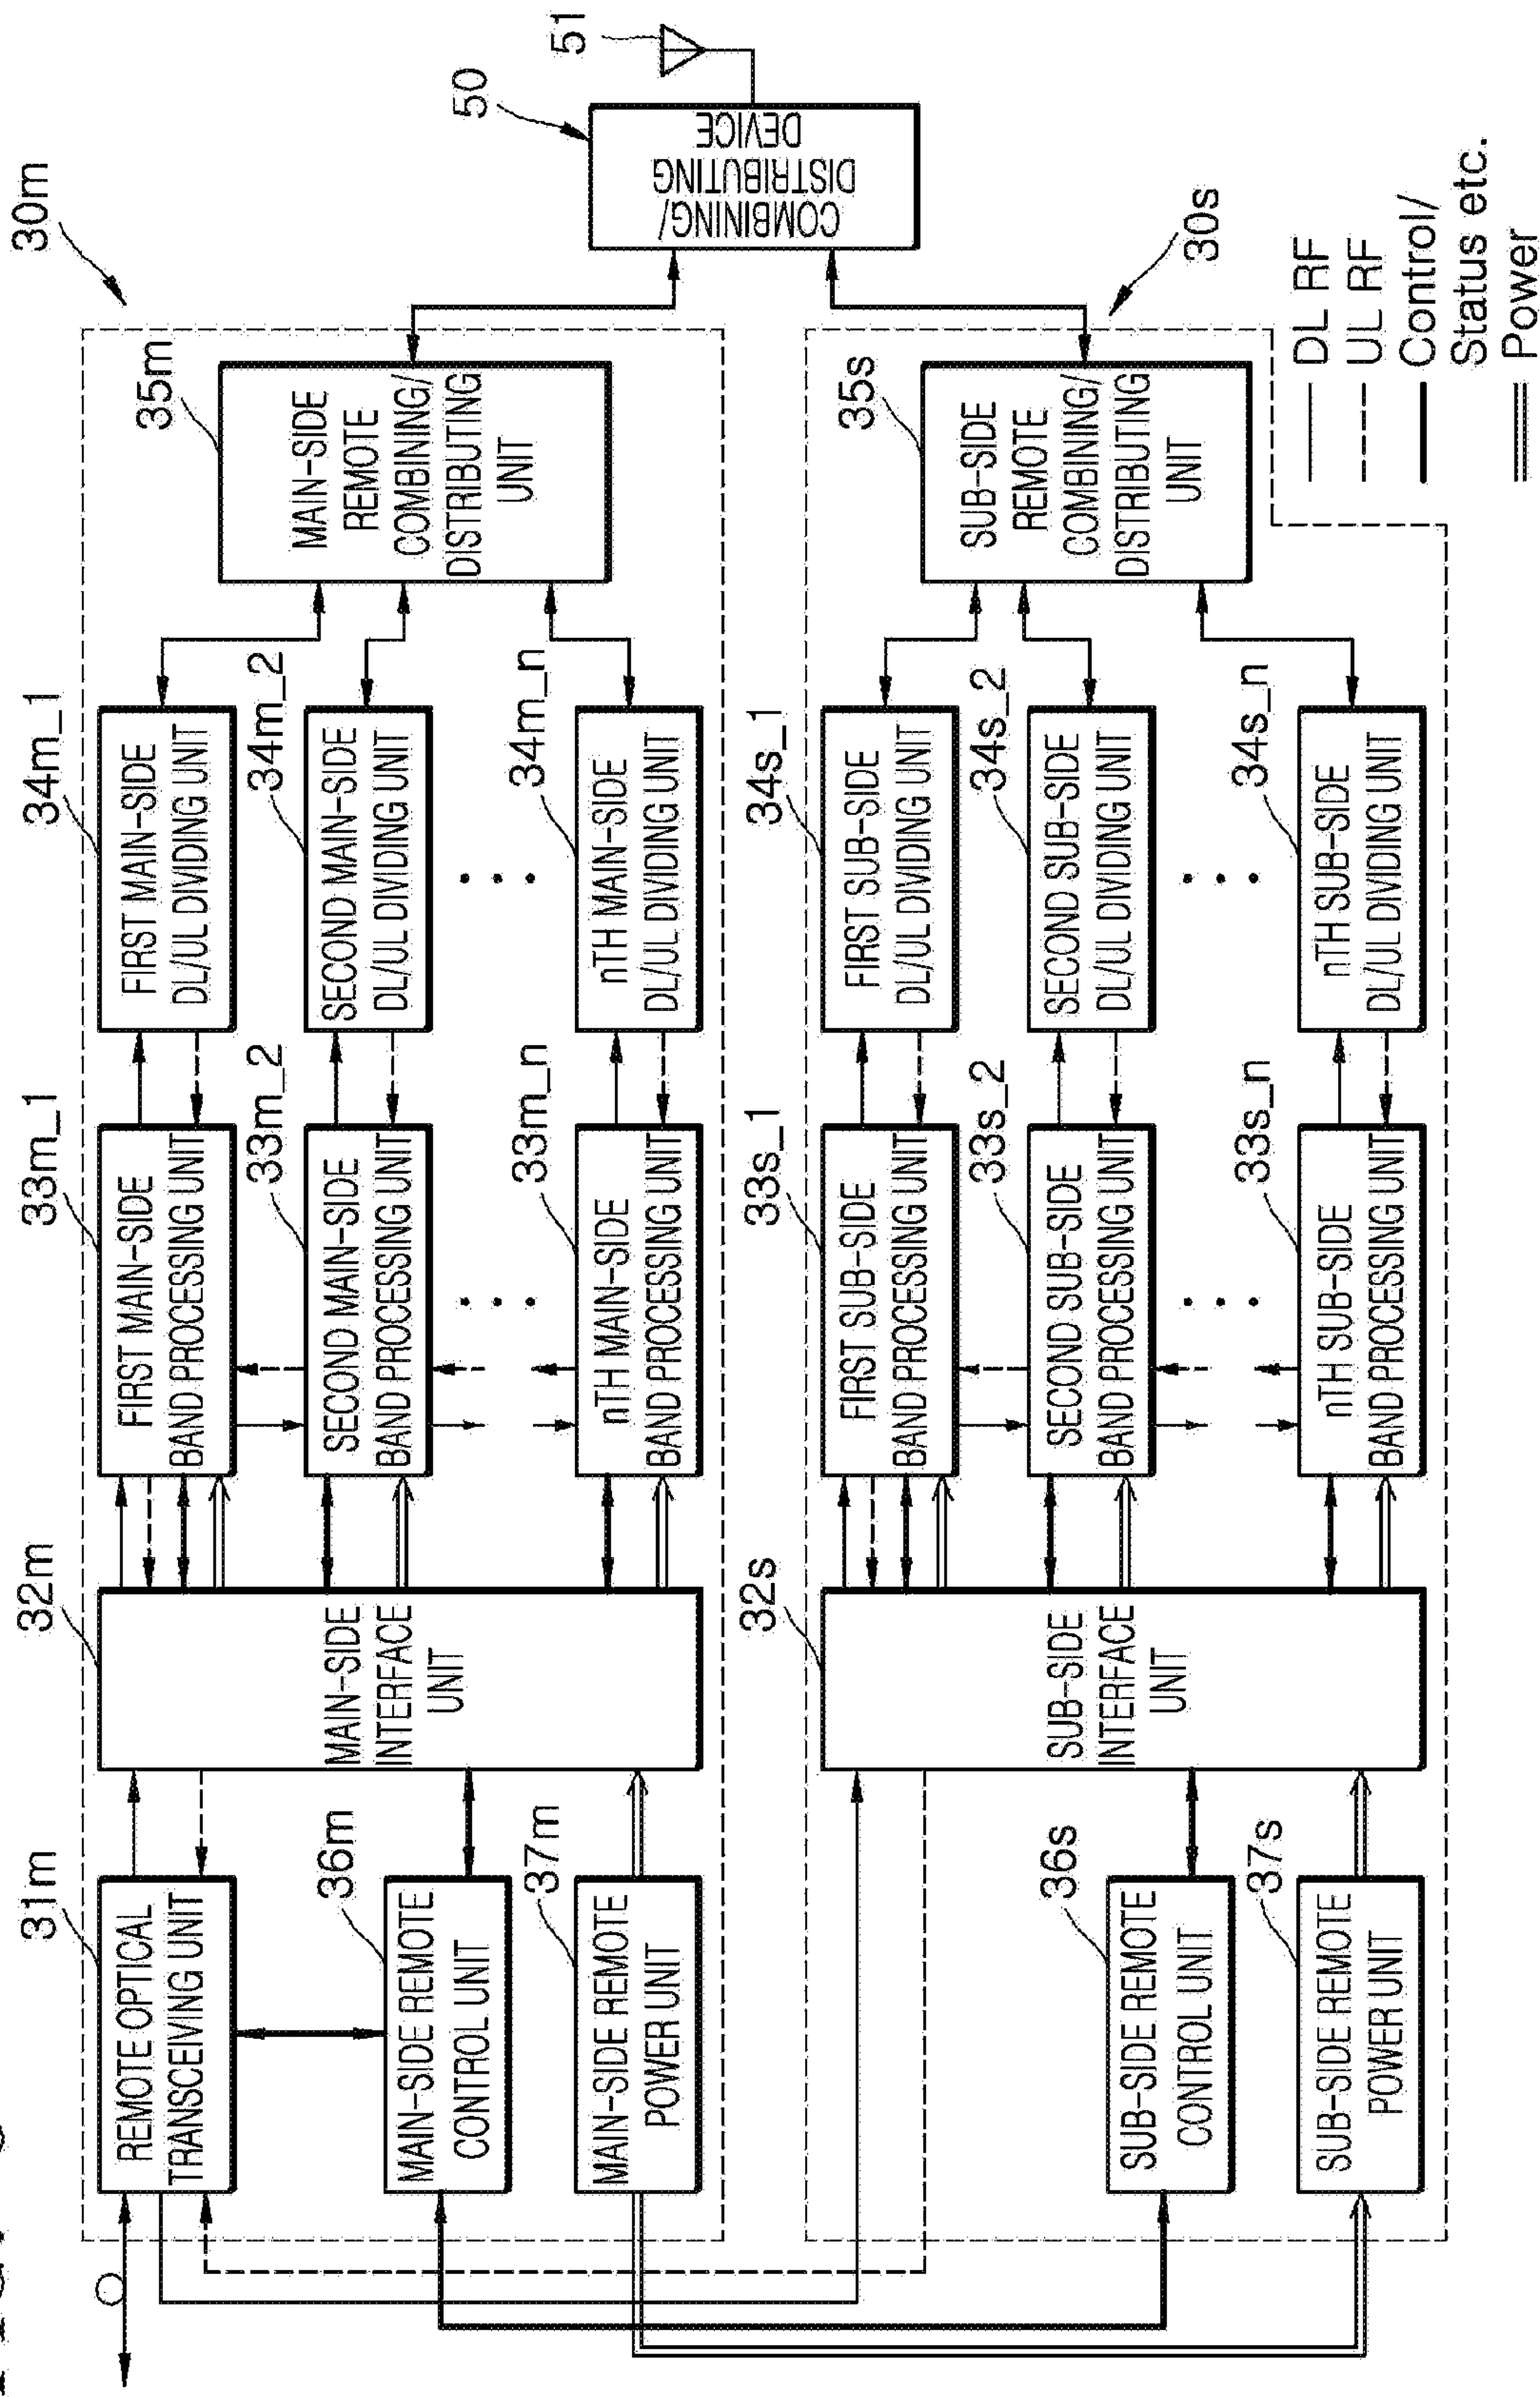 30m
31m
REMOTE OPTICAL
TRANSCEIVING UNIT
36m
MAIN-SIDE REMOTE
CONTROL UNIT
37m
MAIN-SIDE REMOTE
POWER UNIT
32m
MAIN-SIDE
INTERFACE
UNIT
33m_1
FIRST MAIN-SIDE
BAND PROCESSING UNIT
33m_2
SECOND MAIN-SIDE
BAND PROCESSING UNIT
33m_n
nTH MAIN-SIDE
BAND PROCESSING UNIT
34m_1
FIRST MAIN-SIDE
DL/UL DIVIDING UNIT
34m_2
SECOND MAIN-SIDE
DL/UL DIVIDING UNIT
34m_n
nTH MAIN-SIDE
DL/UL DIVIDING UNIT
35m
MAIN-SIDE
REMOTE
COMBINING/
DISTRIBUTING
UNIT
50
COMBINING/
DISTRIBUTING
DEVICE
51
30s
36s
SUB-SIDE REMOTE
CONTROL UNIT
37s
SUB-SIDE REMOTE
POWER UNIT
32s
SUB-SIDE
INTERFACE
UNIT
33s_1
FIRST SUB-SIDE
BAND PROCESSING UNIT
33s_2
SECOND SUB-SIDE
BAND PROCESSING UNIT
33s_n
nTH SUB-SIDE
BAND PROCESSING UNIT
34s_1
FIRST SUB-SIDE
DL/UL DIVIDING UNIT
34s_2
SECOND SUB-SIDE
DL/UL DIVIDING UNIT
34s_n
nTH SUB-SIDE
DL/UL DIVIDING UNIT
35s
SUB-SIDE
REMOTE
COMBINING/
DISTRIBUTING
UNIT
DL RF
UL RF
Control/
Status etc.
Power